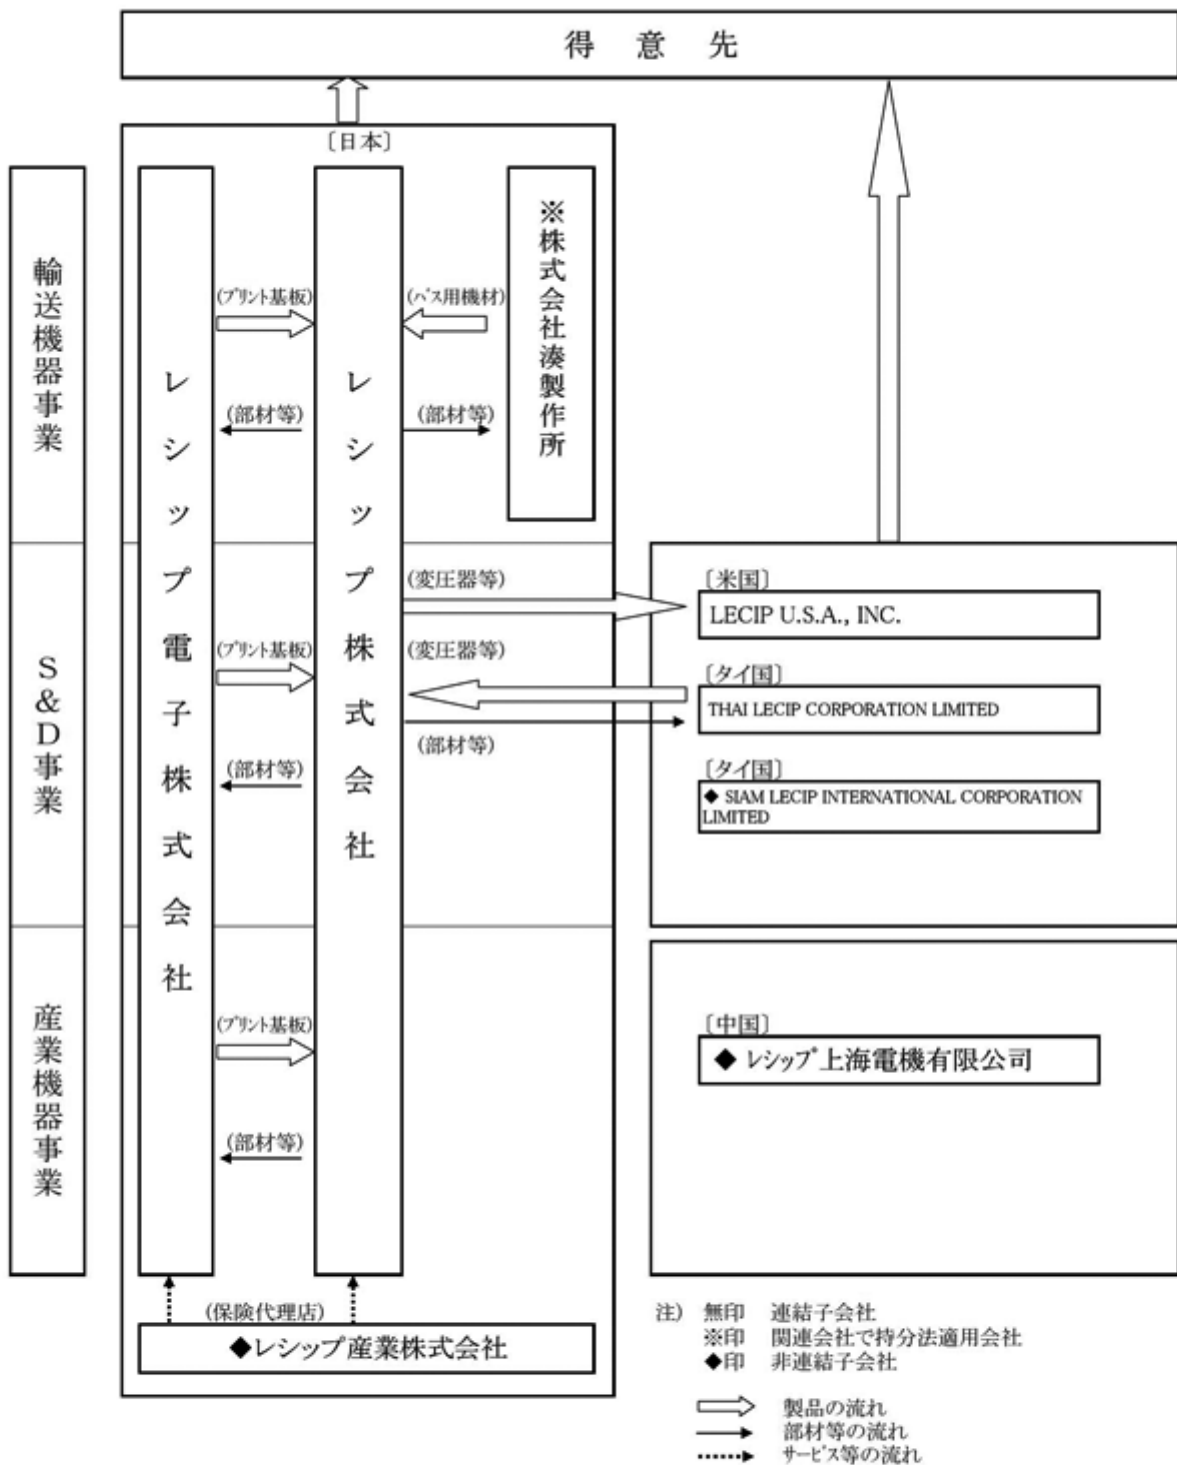 得意先
〔日本〕
輸送機器事業
S&D事業
産業機器事業
レシップ電子株式会社
レシップ株式会社
※株式会社湊製作所
(プリント基板)
(バス用機材)
(部材等)
(部材等)
(変圧器等)
(プリント基板)
(変圧器等)
(部材等)
(部材等)
(プリント基板)
(部材等)
〔米国〕
LECIP U.S.A., INC.
〔タイ国〕
THAI LECIP CORPORATION LIMITED
〔タイ国〕
◆ SIAM LECIP INTERNATIONAL CORPORATION
LIMITED
〔中国〕
◆ レシップ上海電機有限公司
(保険代理店)
◆レシップ産業株式会社
注) 無印 連結子会社
※印 関連会社で持分法適用会社
◆印 非連結子会社
製品の流れ
部材等の流れ
サービス等の流れ